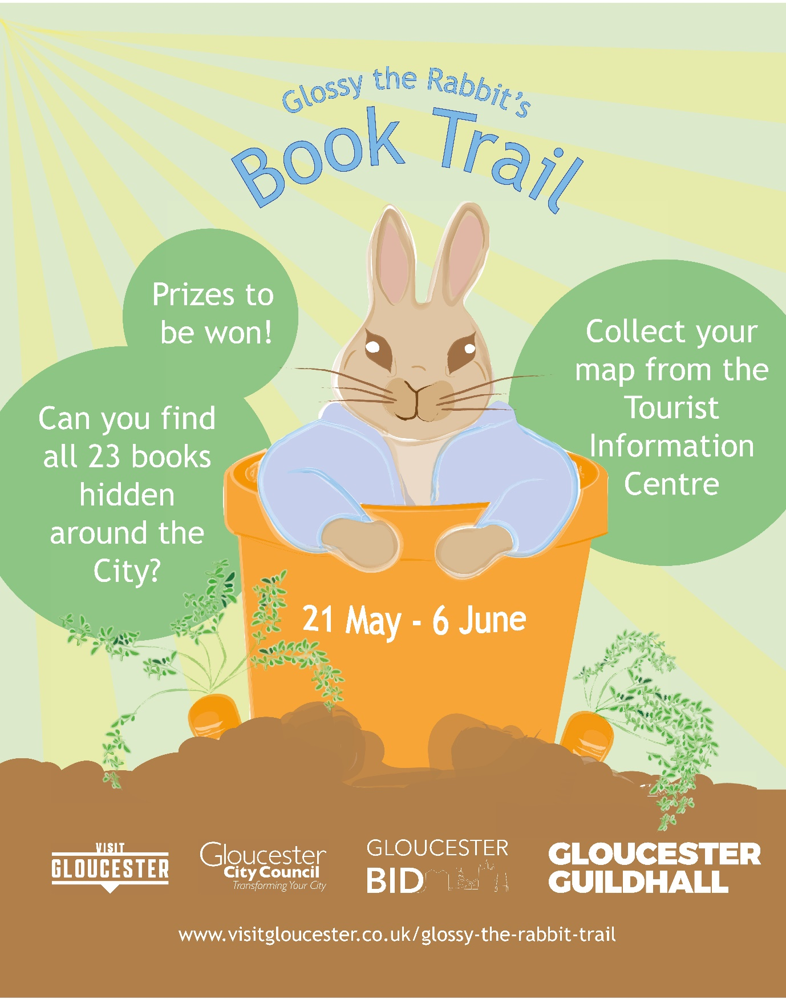 Glossy the Rabbit's
Book Trail
Prizes to
be won!
Can you find
all 23 books
hidden
around the
City?
Collect your
map from the
Tourist
Information
Centre
21 May - 6 June
VISIT
GLOUCESTER
Gloucester
City Council
Transforming Your City
GLOUCESTER
BID
GLOUCESTER
GUILDHALL
www.visitgloucester.co.uk/glossy-the-rabbit-trail